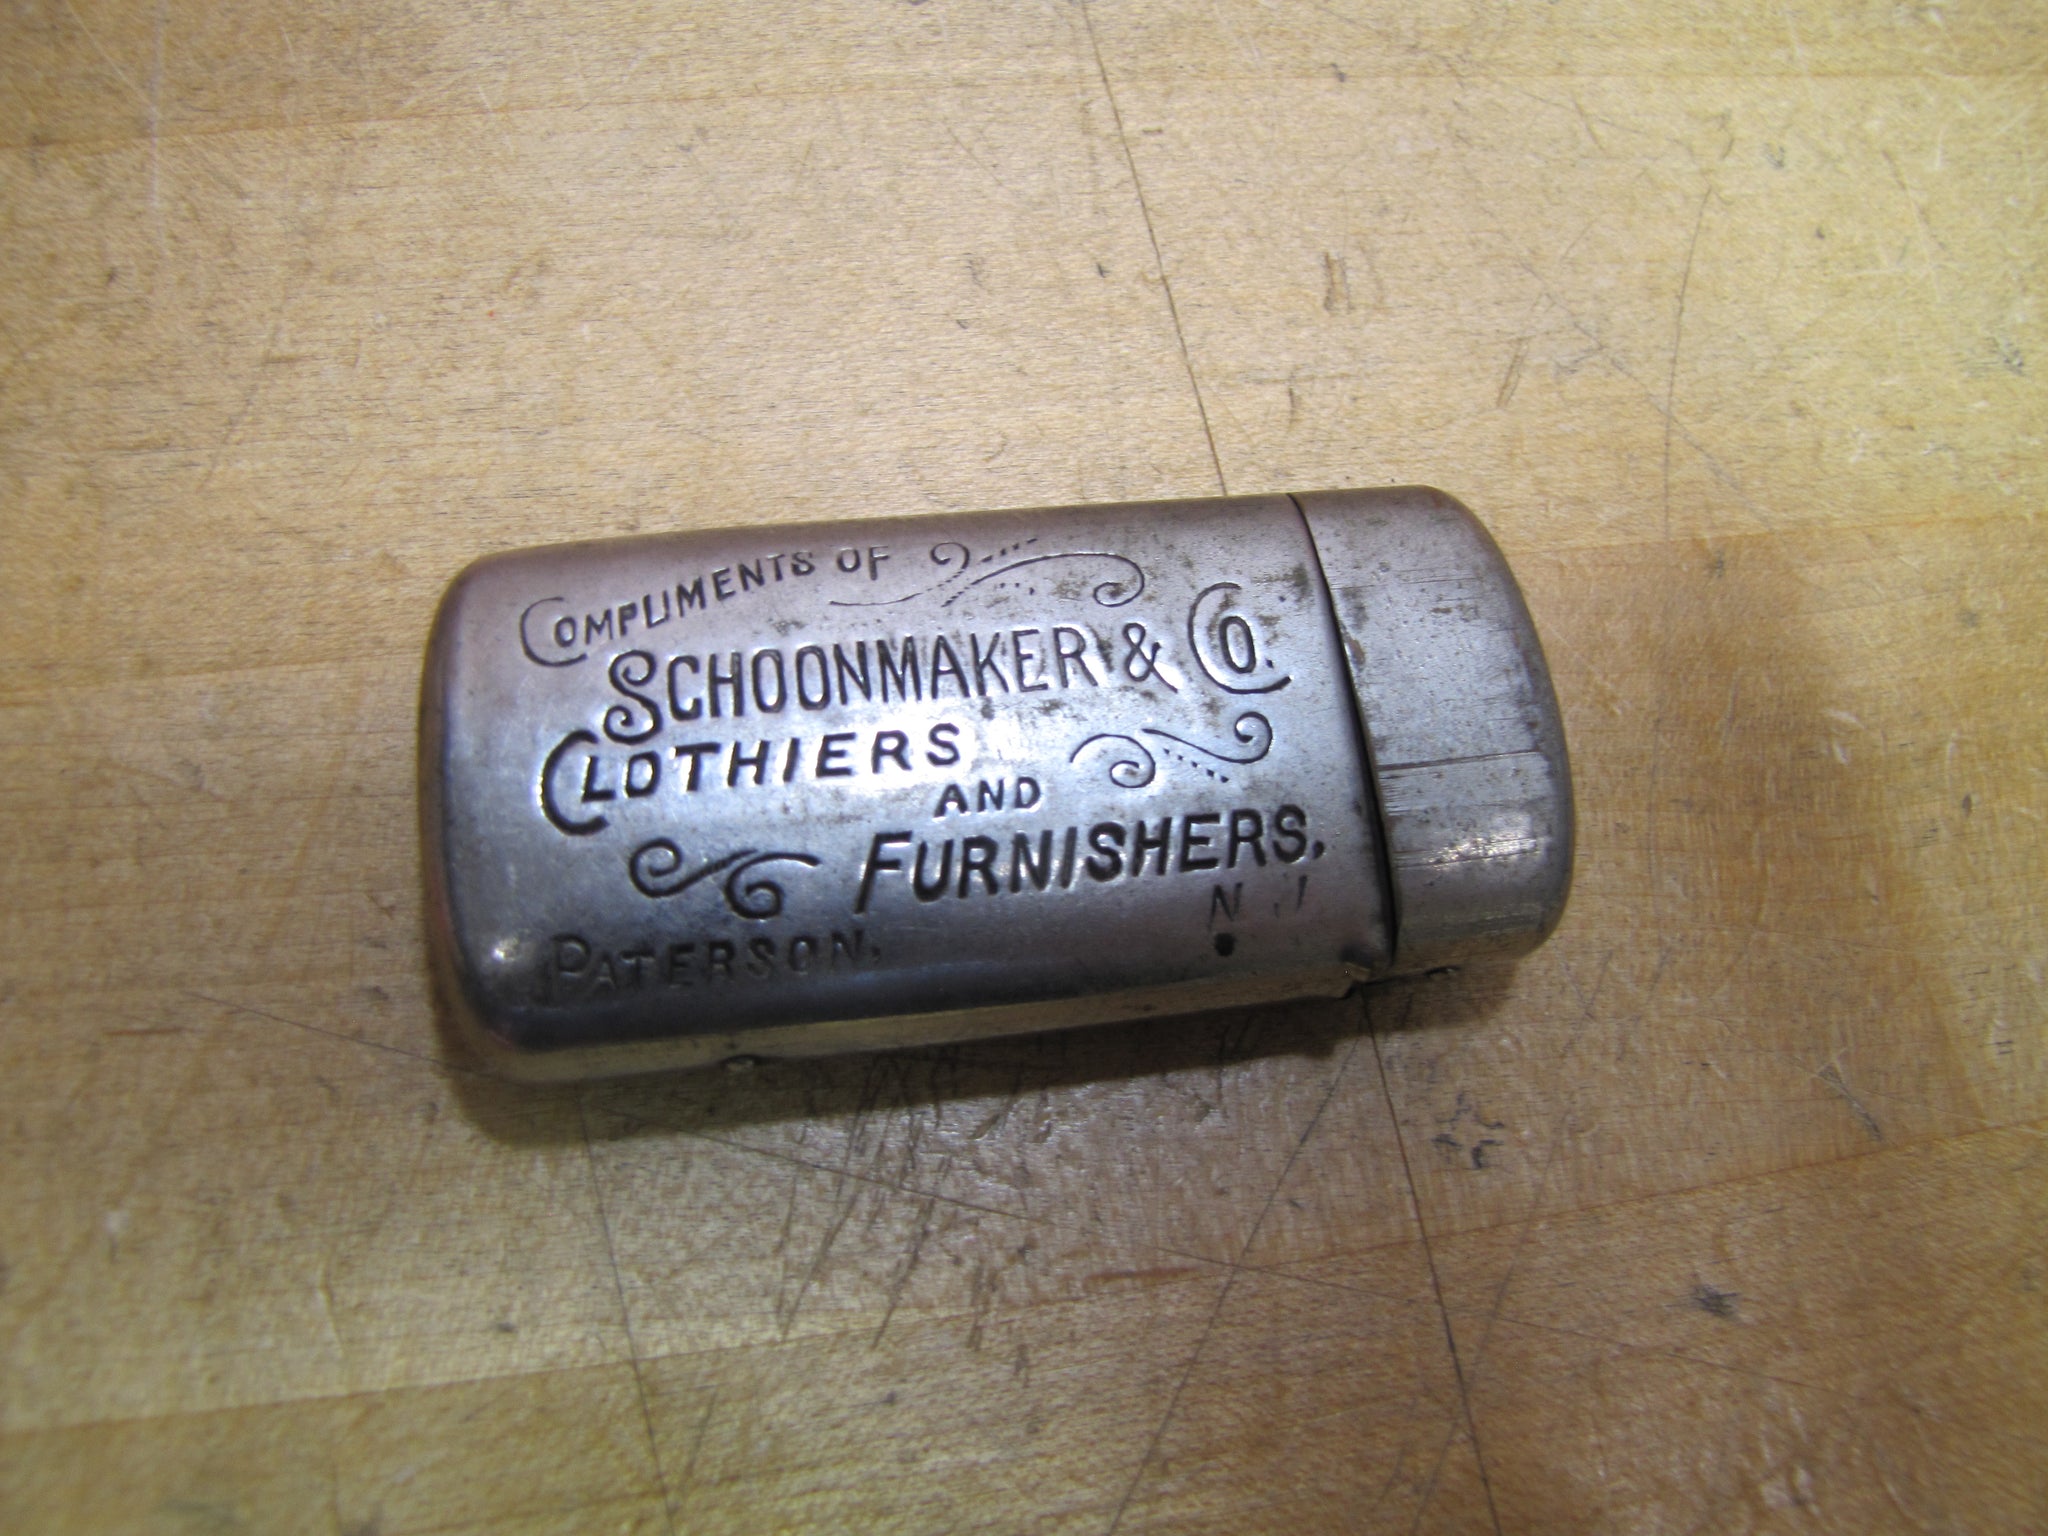 COMPLIMENTS OF
SCHOONMAKER & CO.
CLOTHIERS
AND
FURNISHERS.
PATERSON, N.J